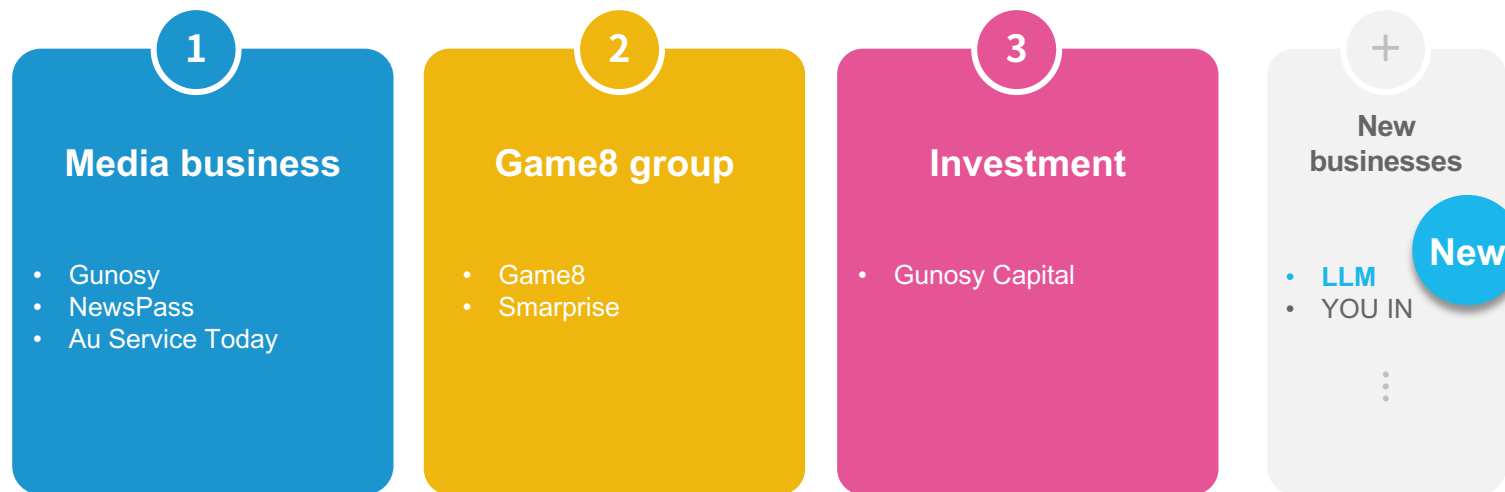 1
Media business
• Gunosy
• NewsPass
• Au Service Today
2
Game8 group
• Game8
• Smarprise
3
Investment
• Gunosy Capital
+
New
businesses
New
• LLM
• YOU IN
⋮